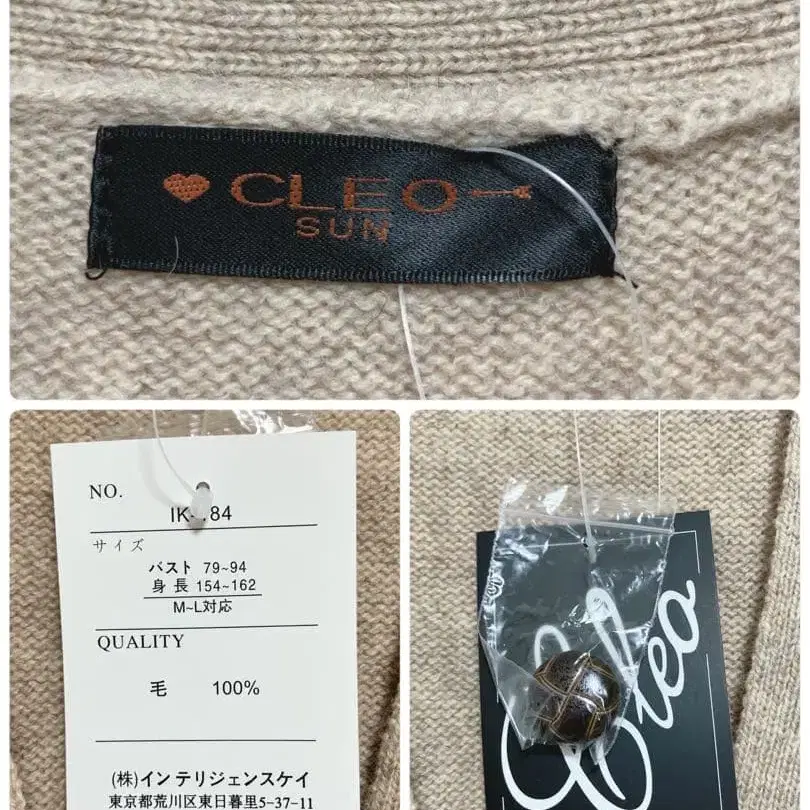 CLEO
SUN
NO.
サイズ
バスト 79~94
身長 154~162
M~L対応
QUALITY
毛 100%
(株)インテリジェンスケイ
東京都荒川区東日暮里5-37-11
Cleo